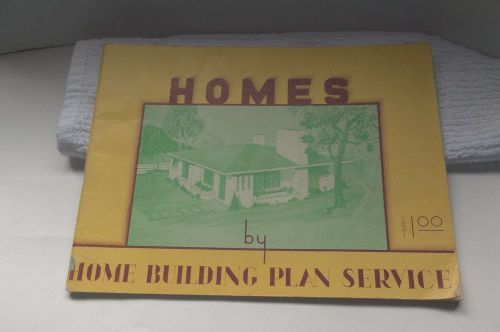 HOMES
by
$1.00
HOME BUILDING PLAN SERVICE